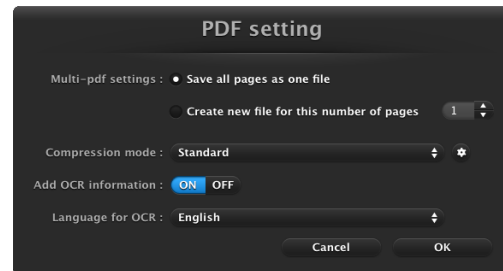 PDF setting
Multi-pdf settings : Save all pages as one file
Create new file for this number of pages 1
Compression mode : Standard
Add OCR information : ON OFF
Language for OCR : English
Cancel OK